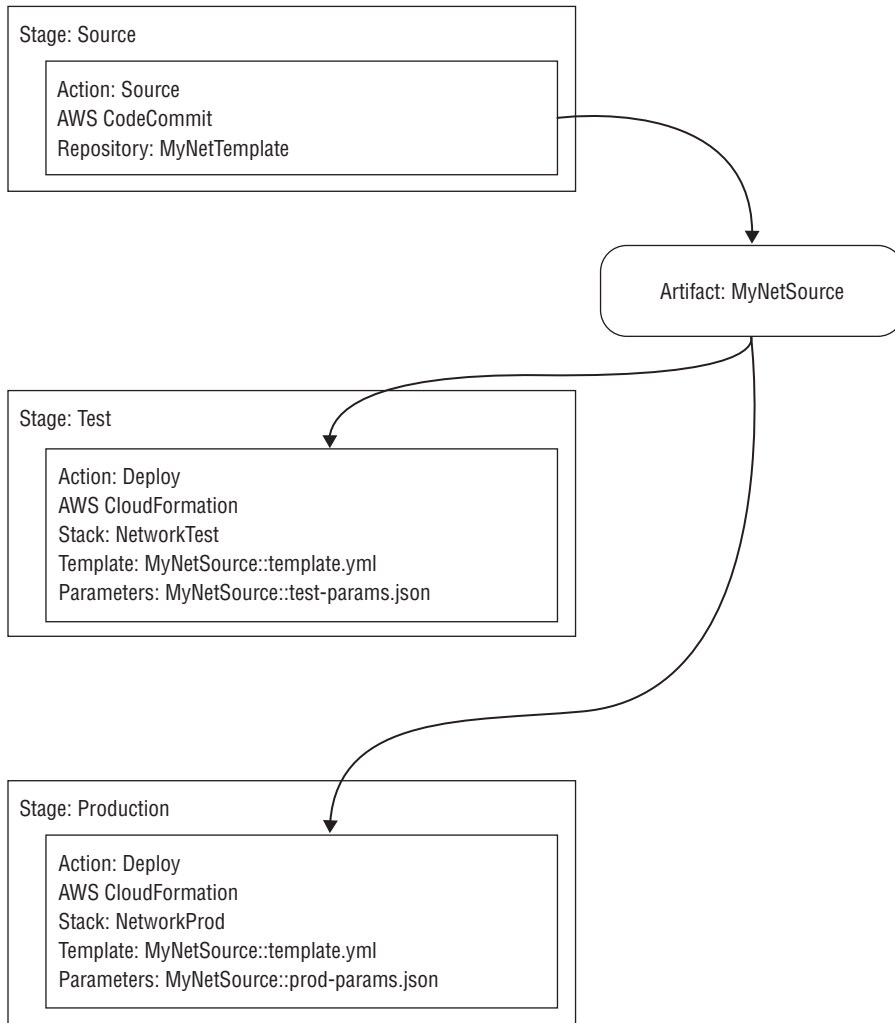 Stage: Source
Action: Source
AWS CodeCommit
Repository: MyNetTemplate
Artifact: MyNetSource
Stage: Test
Action: Deploy
AWS CloudFormation
Stack: NetworkTest
Template: MyNetSource::template.yml
Parameters: MyNetSource::test-params.json
Stage: Production
Action: Deploy
AWS CloudFormation
Stack: NetworkProd
Template: MyNetSource::template.yml
Parameters: MyNetSource::prod-params.json